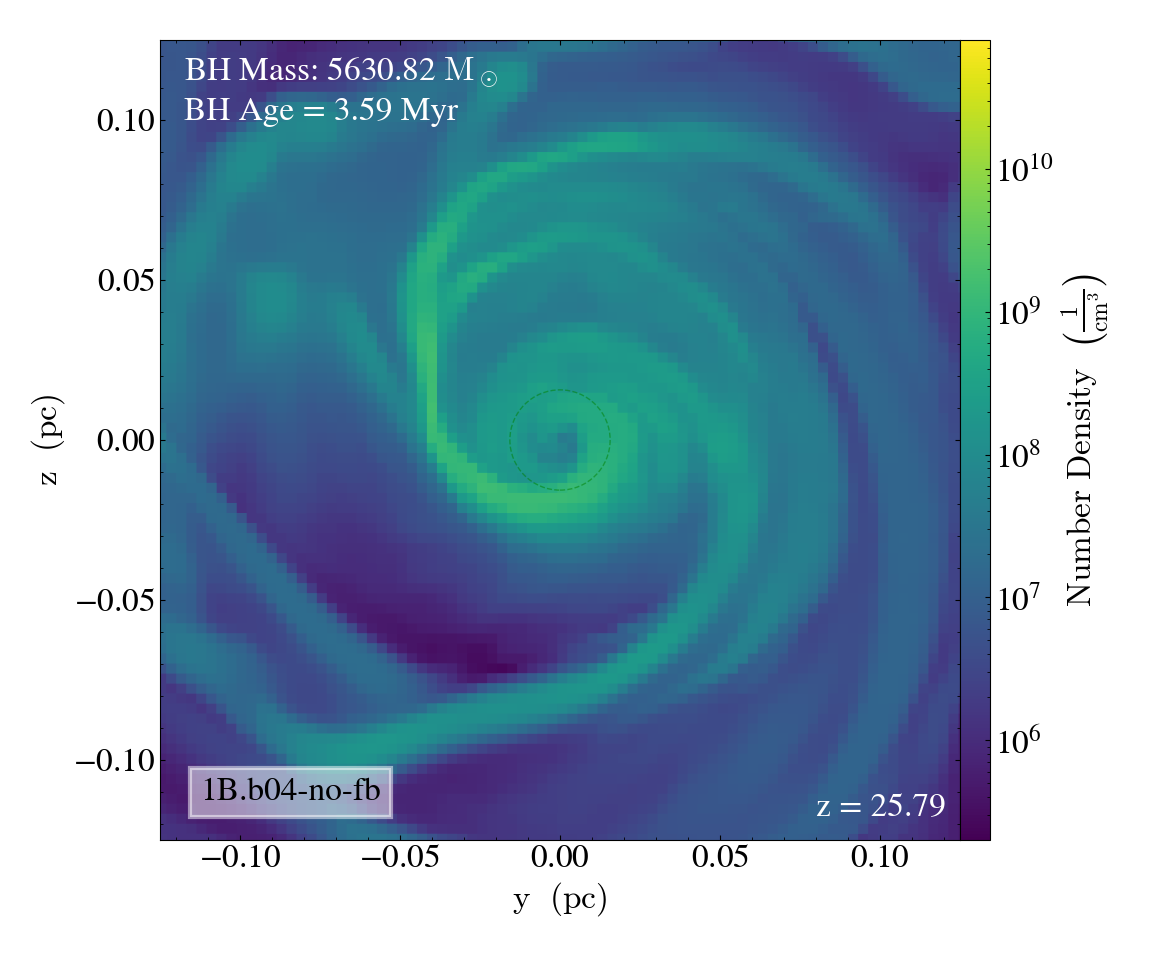 BH Mass: 5630.82 M⊙
BH Age = 3.59 Myr
0.10
0.05
0.00
−0.05
−0.10
z (pc)
1B.b04-no-fb
z = 25.79
−0.10 −0.05 0.00 0.05 0.10
y (pc)
10¹⁰
10⁹
10⁸
10⁷
10⁶
Number Density (1/cm³)